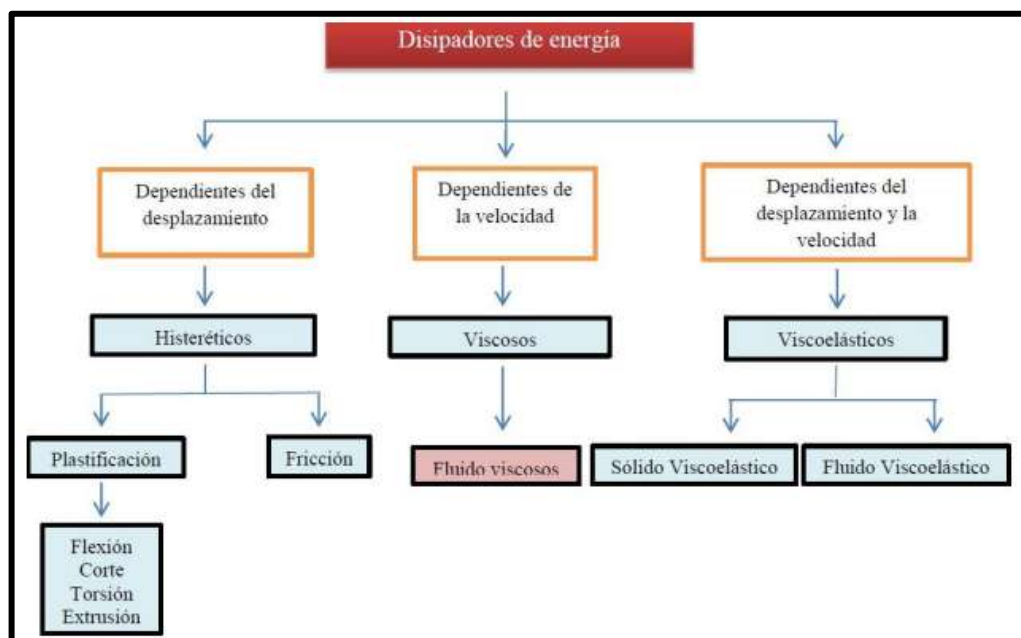 Disipadores de energía
Dependientes del
desplazamiento
Dependientes de
la velocidad
Dependientes del
desplazamiento y la
velocidad
Histeréticos
Viscosos
Viscoelásticos
Plastificación
Fricción
Fluido viscosos
Sólido Viscoelástico
Fluido Viscoelástico
Flexión
Corte
Torsión
Extrusión